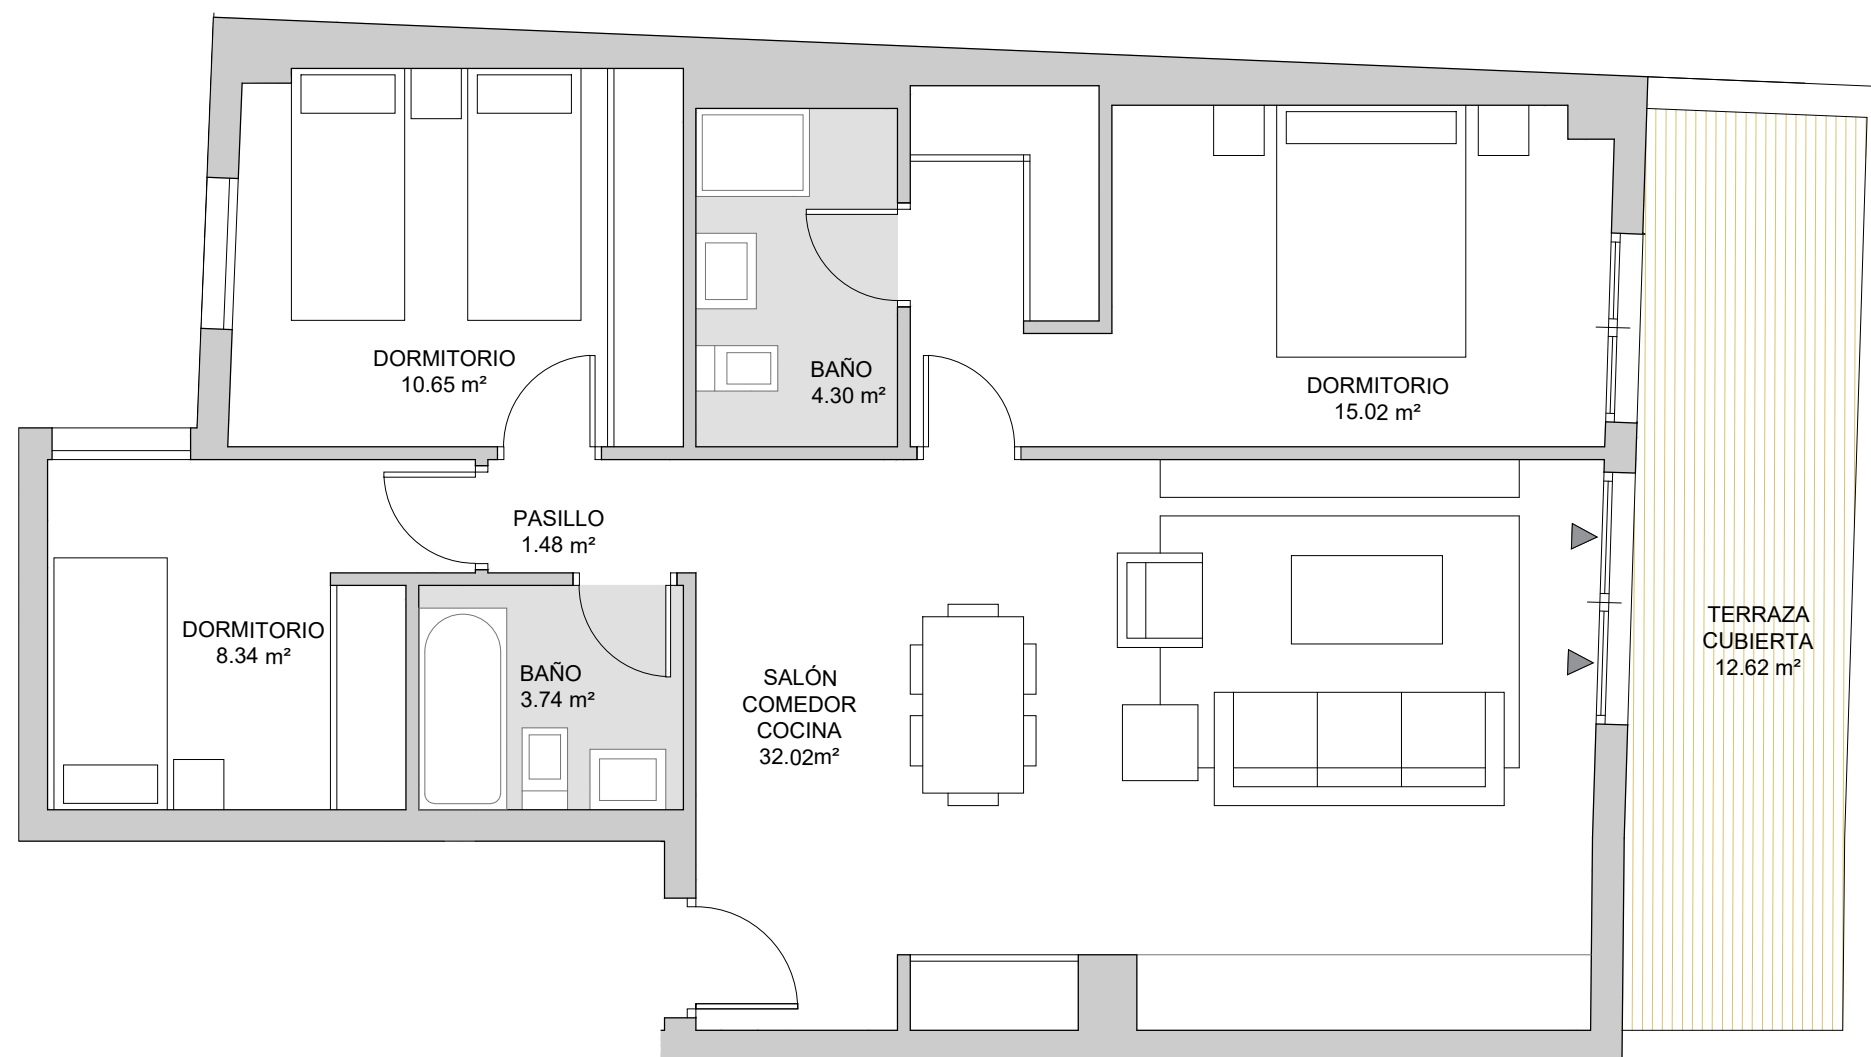 DORMITORIO
10.65 m²
BAÑO
4.30 m²
DORMITORIO
15.02 m²
PASILLO
1.48 m²
DORMITORIO
8.34 m²
BAÑO
3.74 m²
SALÓN
COMEDOR
COCINA
32.02m²
TERRAZA
CUBIERTA
12.62 m²